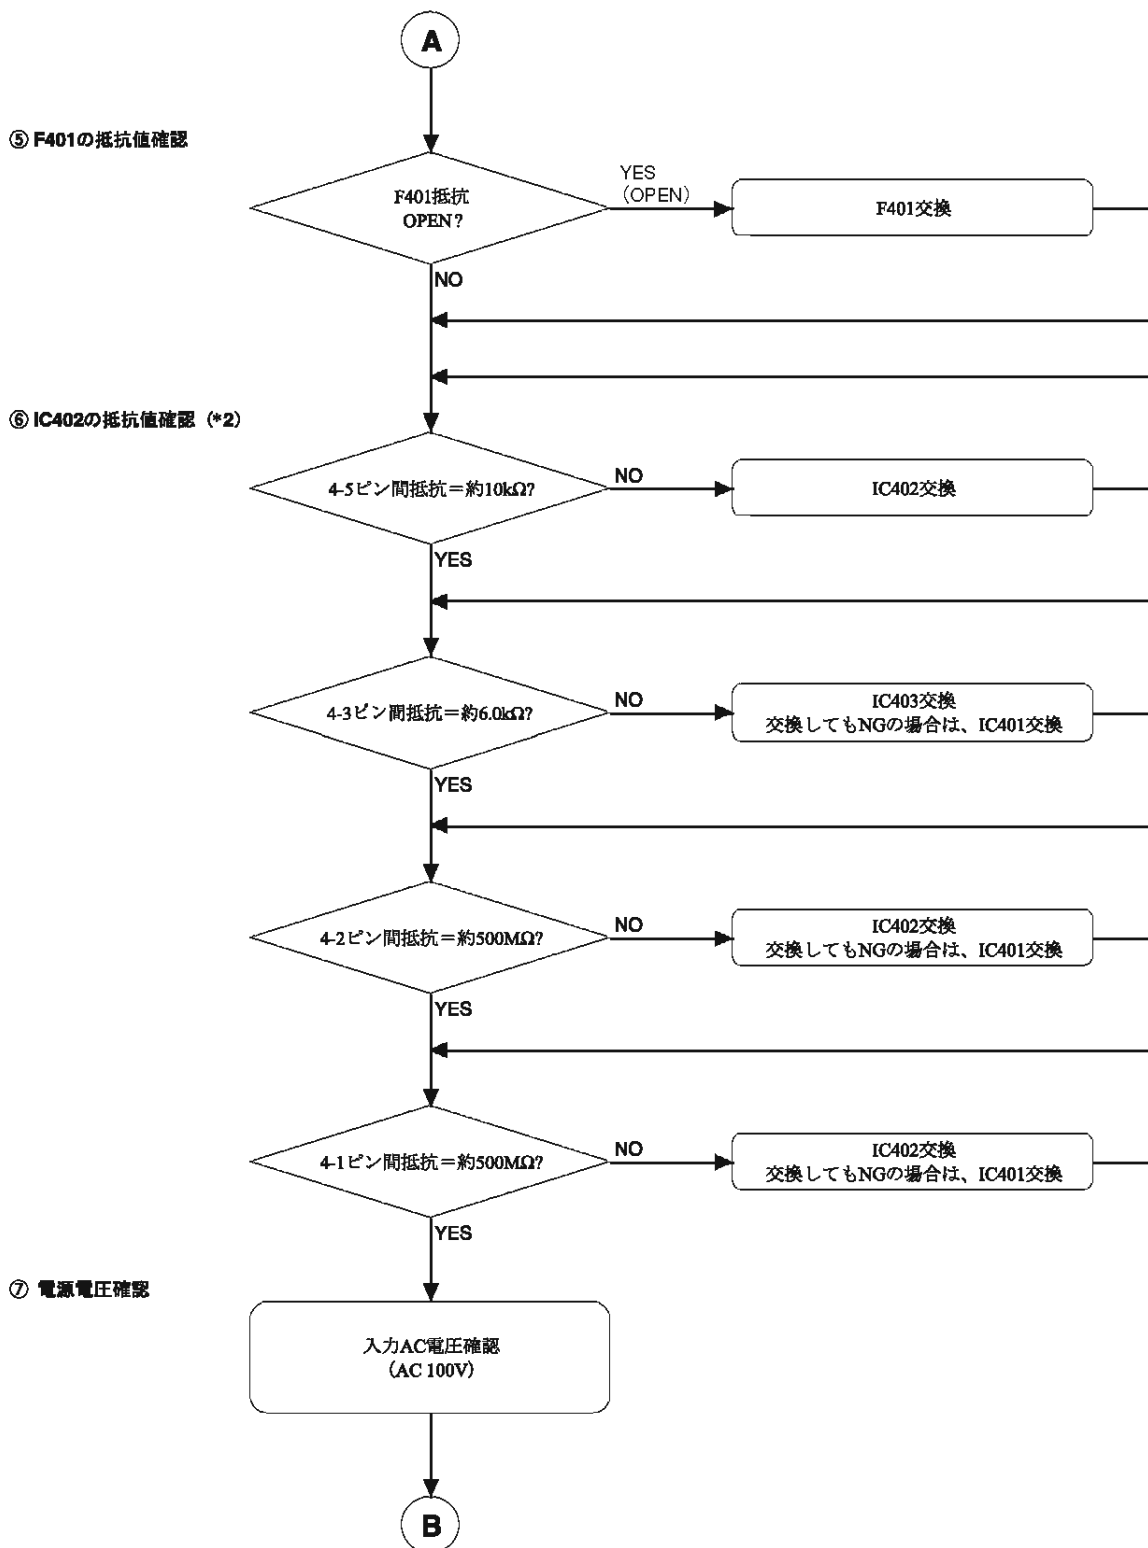 A
⑤ F401の抵抗値確認
F401抵抗
OPEN?
YES
(OPEN)
F401交換
NO
⑥ IC402の抵抗値確認（*2）
4-5ピン間抵抗＝約10kΩ?
NO
IC402交換
YES
4-3ピン間抵抗＝約6.0kΩ?
NO
IC403交換
交換してもNGの場合は、IC401交換
YES
4-2ピン間抵抗＝約500MΩ?
NO
IC402交換
交換してもNGの場合は、IC401交換
YES
4-1ピン間抵抗＝約500MΩ?
NO
IC402交換
交換してもNGの場合は、IC401交換
YES
⑦ 電源電圧確認
入力AC電圧確認
（AC 100V）
B